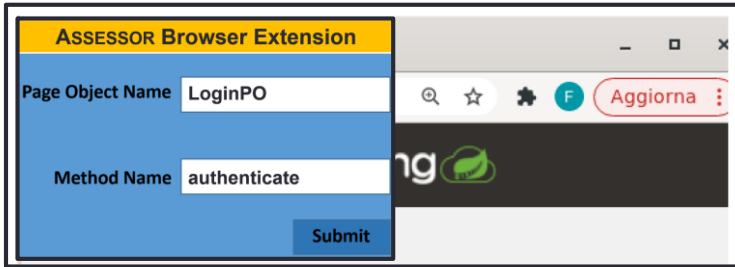 ASSESSOR Browser Extension
Page Object Name LoginPO
F Aggiorna
Method Name authenticate
ng
Submit